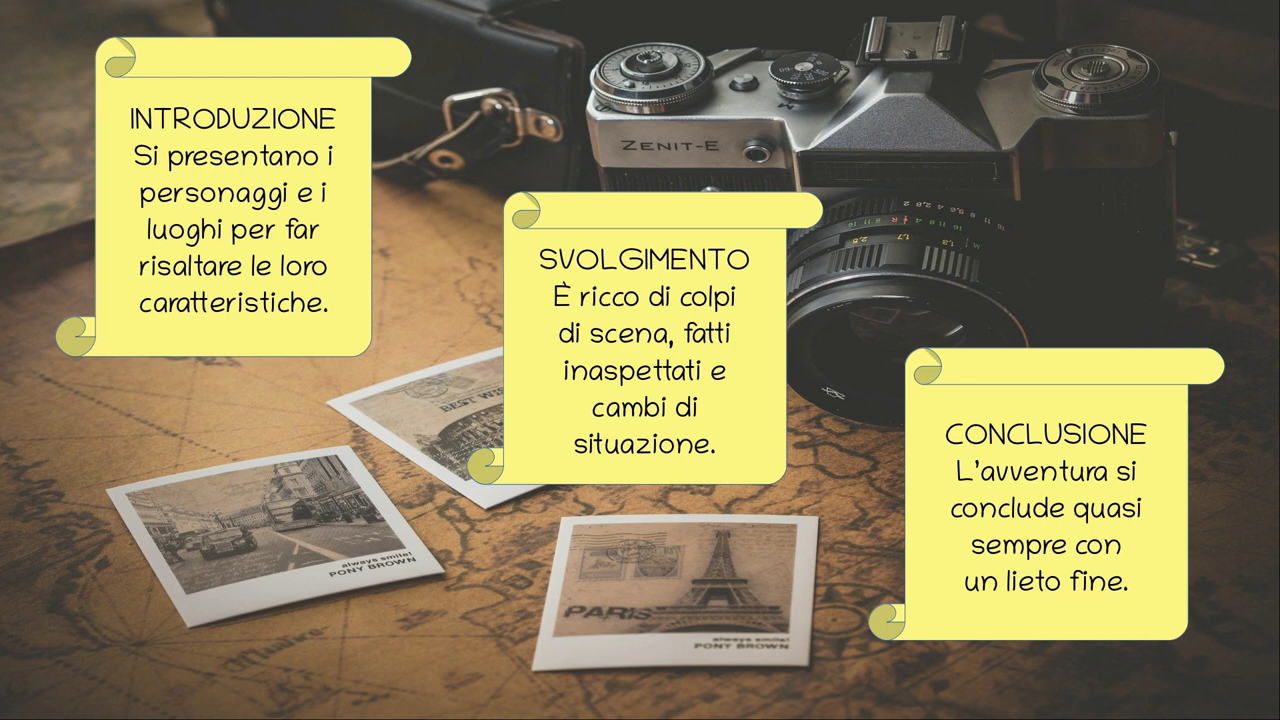 INTRODUZIONE
Si presentano i
personaggi e i
luoghi per far
risaltare le loro
caratteristiche.
ZENIT-E
SVOLGIMENTO
È ricco di colpi
di scena, fatti
inaspettati e
cambi di
situazione.
CONCLUSIONE
L'avventura si
conclude quasi
sempre con
un lieto fine.
BEST WIS
always smile!
PONY BROWN
PARIS
always smile!
PONY BROWN